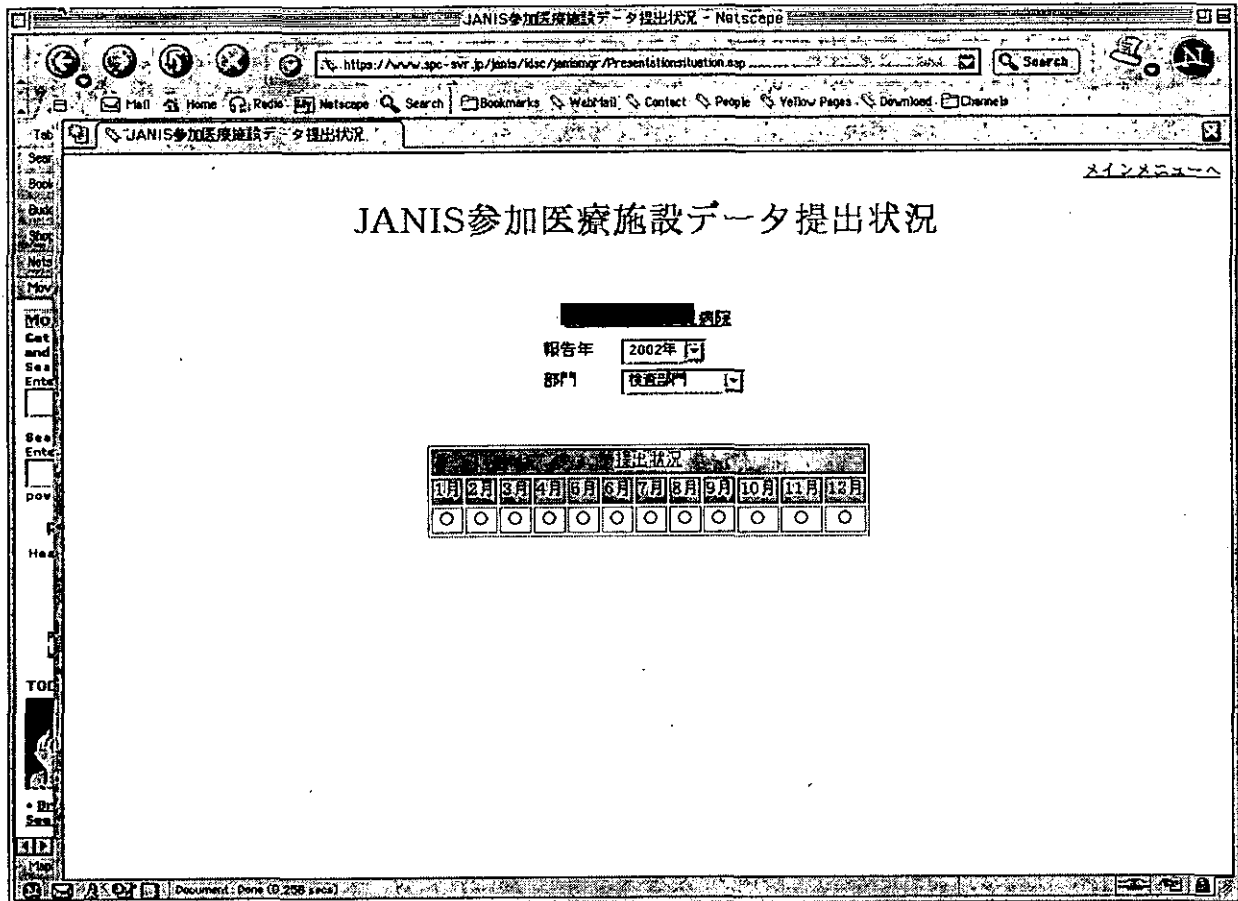 JANIS参加医療施設データ提出状況 - Netscape
https://www.spc-svr.jp/janis/idsc/janismgr/Presentationsituation.asp
Search
Mail Home Radio My Netscape Search Bookmarks WebMail Contact People Yellow Pages Download Channels
Tab
JANIS参加医療施設データ提出状況
メインメニューへ
JANIS参加医療施設データ提出状況
病院
報告年 2002年
部門 検査部門
提出状況
1月 2月 3月 4月 5月 6月 7月 8月 9月 10月 11月 12月
○ ○ ○ ○ ○ ○ ○ ○ ○ ○ ○ ○
Document: Done (0.256 secs)